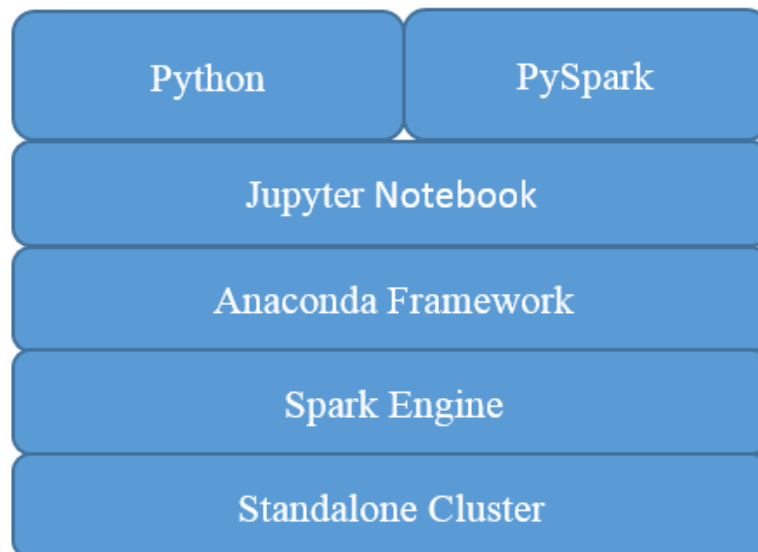 Python
PySpark
Jupyter Notebook
Anaconda Framework
Spark Engine
Standalone Cluster